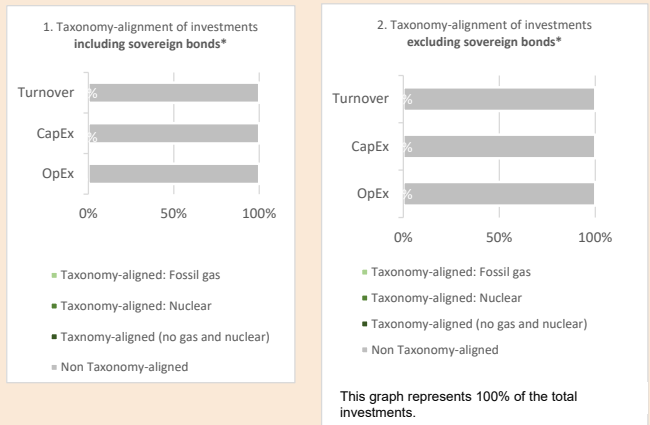 1. Taxonomy-alignment of investments
including sovereign bonds*
Turnover
%
CapEx
%
OpEx
0% 50% 100%
Taxonomy-aligned: Fossil gas
Taxonomy-aligned: Nuclear
Taxnomy-aligned (no gas and nuclear)
Non Taxonomy-aligned
2. Taxonomy-alignment of investments
excluding sovereign bonds*
Turnover
%
CapEx
%
OpEx
%
0% 50% 100%
Taxonomy-aligned: Fossil gas
Taxonomy-aligned: Nuclear
Taxonomy-aligned (no gas and nuclear)
Non Taxonomy-aligned
This graph represents 100% of the total
investments.